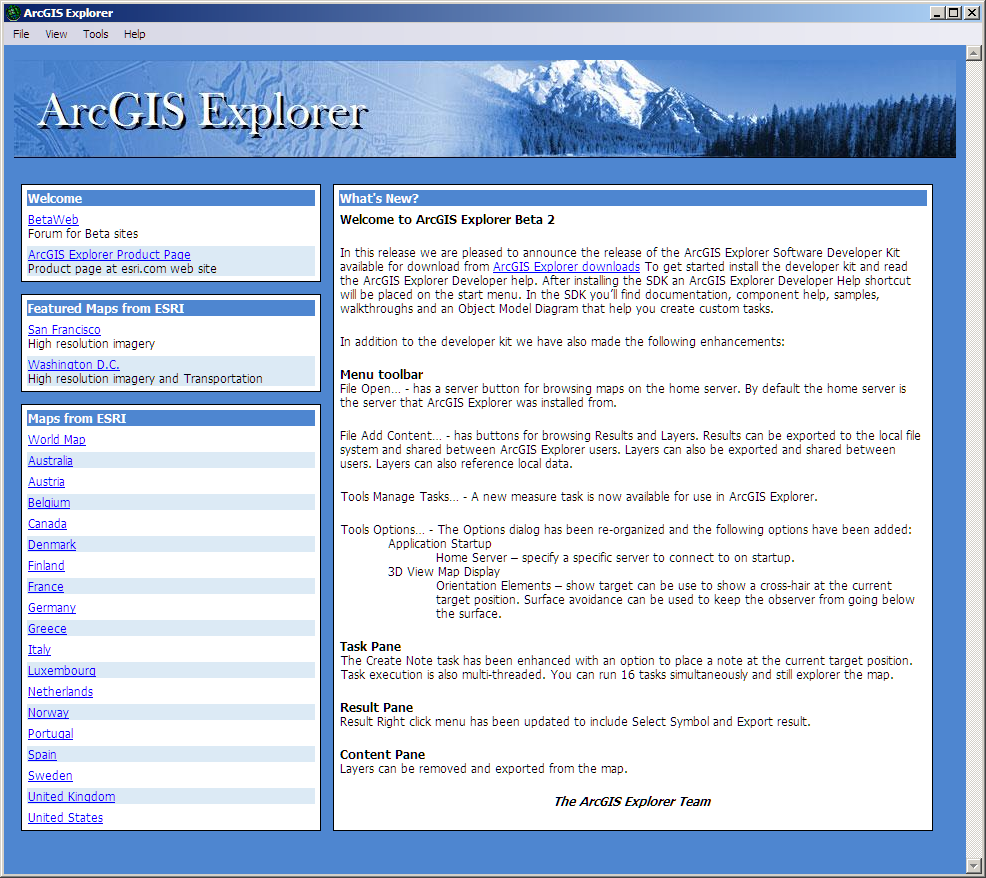 ArcGIS Explorer
File View Tools Help
ArcGIS Explorer
Welcome
BetaWeb
Forum for Beta sites
ArcGIS Explorer Product Page
Product page at esri.com web site
Featured Maps from ESRI
San Francisco
High resolution imagery
Washington D.C.
High resolution imagery and Transportation
Maps from ESRI
World Map
Australia
Austria
Belgium
Canada
Denmark
Finland
France
Germany
Greece
Italy
Luxembourg
Netherlands
Norway
Portugal
Spain
Sweden
United Kingdom
United States
What's New?
Welcome to ArcGIS Explorer Beta 2
In this release we are pleased to announce the release of the ArcGIS Explorer Software Developer Kit
available for download from ArcGIS Explorer downloads To get started install the developer kit and read
the ArcGIS Explorer Developer help. After installing the SDK an ArcGIS Explorer Developer Help shortcut
will be placed on the start menu. In the SDK you'll find documentation, component help, samples,
walkthroughs and an Object Model Diagram that help you create custom tasks.
In addition to the developer kit we have also made the following enhancements:
Menu toolbar
File Open... - has a server button for browsing maps on the home server. By default the home server is
the server that ArcGIS Explorer was installed from.
File Add Content... - has buttons for browsing Results and Layers. Results can be exported to the local file
system and shared between ArcGIS Explorer users. Layers can also be exported and shared between
users. Layers can also reference local data.
Tools Manage Tasks... - A new measure task is now available for use in ArcGIS Explorer.
Tools Options... - The Options dialog has been re-organized and the following options have been added:
Application Startup
Home Server – specify a specific server to connect to on startup.
3D View Map Display
Orientation Elements – show target can be use to show a cross-hair at the current
target position. Surface avoidance can be used to keep the observer from going below
the surface.
Task Pane
The Create Note task has been enhanced with an option to place a note at the current target position.
Task execution is also multi-threaded. You can run 16 tasks simultaneously and still explorer the map.
Result Pane
Result Right click menu has been updated to include Select Symbol and Export result.
Content Pane
Layers can be removed and exported from the map.
The ArcGIS Explorer Team